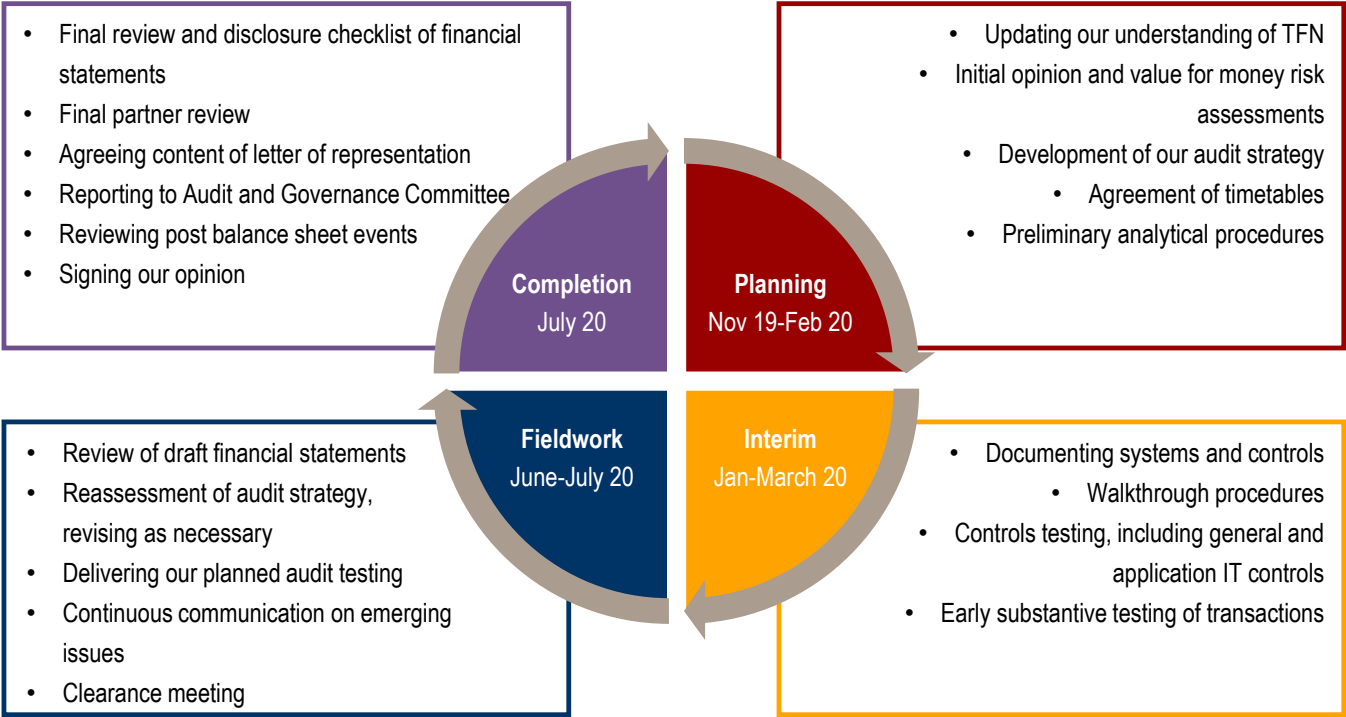 • Final review and disclosure checklist of financial
statements
• Final partner review
• Agreeing content of letter of representation
• Reporting to Audit and Governance Committee
• Reviewing post balance sheet events
• Signing our opinion
• Updating our understanding of TFN
• Initial opinion and value for money risk
assessments
• Development of our audit strategy
• Agreement of timetables
• Preliminary analytical procedures
Completion
July 20
Planning
Nov 19-Feb 20
Fieldwork
June-July 20
Interim
Jan-March 20
• Review of draft financial statements
• Reassessment of audit strategy,
revising as necessary
• Delivering our planned audit testing
• Continuous communication on emerging
issues
• Clearance meeting
• Documenting systems and controls
• Walkthrough procedures
• Controls testing, including general and
application IT controls
• Early substantive testing of transactions